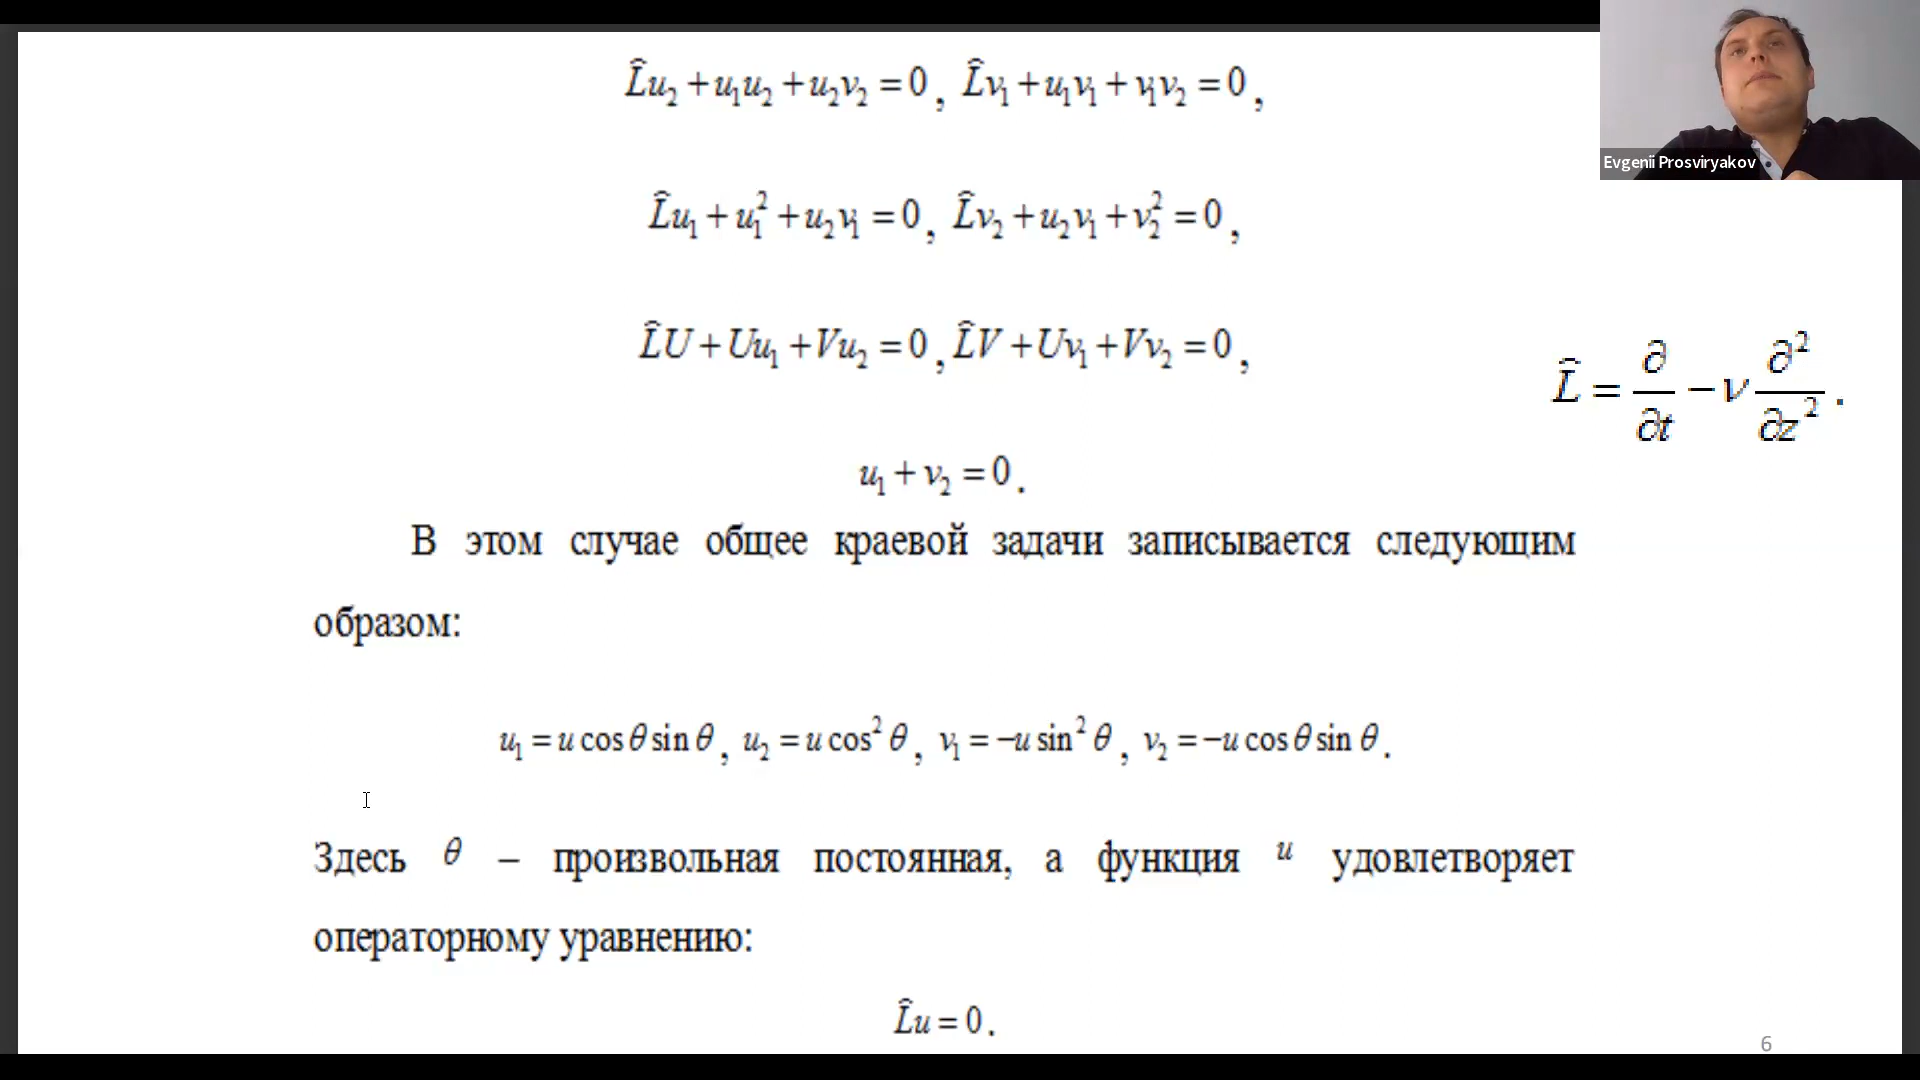 L̂u₂ + u₁u₂ + u₂v₂ = 0, L̂v₁ + u₁v₁ + v₁v₂ = 0,
Evgenii Prosviryakov
L̂u₁ + u₁² + u₂v₁ = 0, L̂v₂ + u₂v₁ + v₂² = 0,
L̂U + Uu₁ + Vu₂ = 0, L̂V + Uv₁ + Vv₂ = 0,
L̂ = ∂/∂t − ν ∂²/∂z².
u₁ + v₂ = 0.
В этом случае общее краевой задачи записывается следующим
образом:
u₁ = u cos θ sin θ, u₂ = u cos² θ, v₁ = −u sin² θ, v₂ = −u cos θ sin θ.
Здесь θ – произвольная постоянная, а функция u удовлетворяет
операторному уравнению:
L̂u = 0.
6